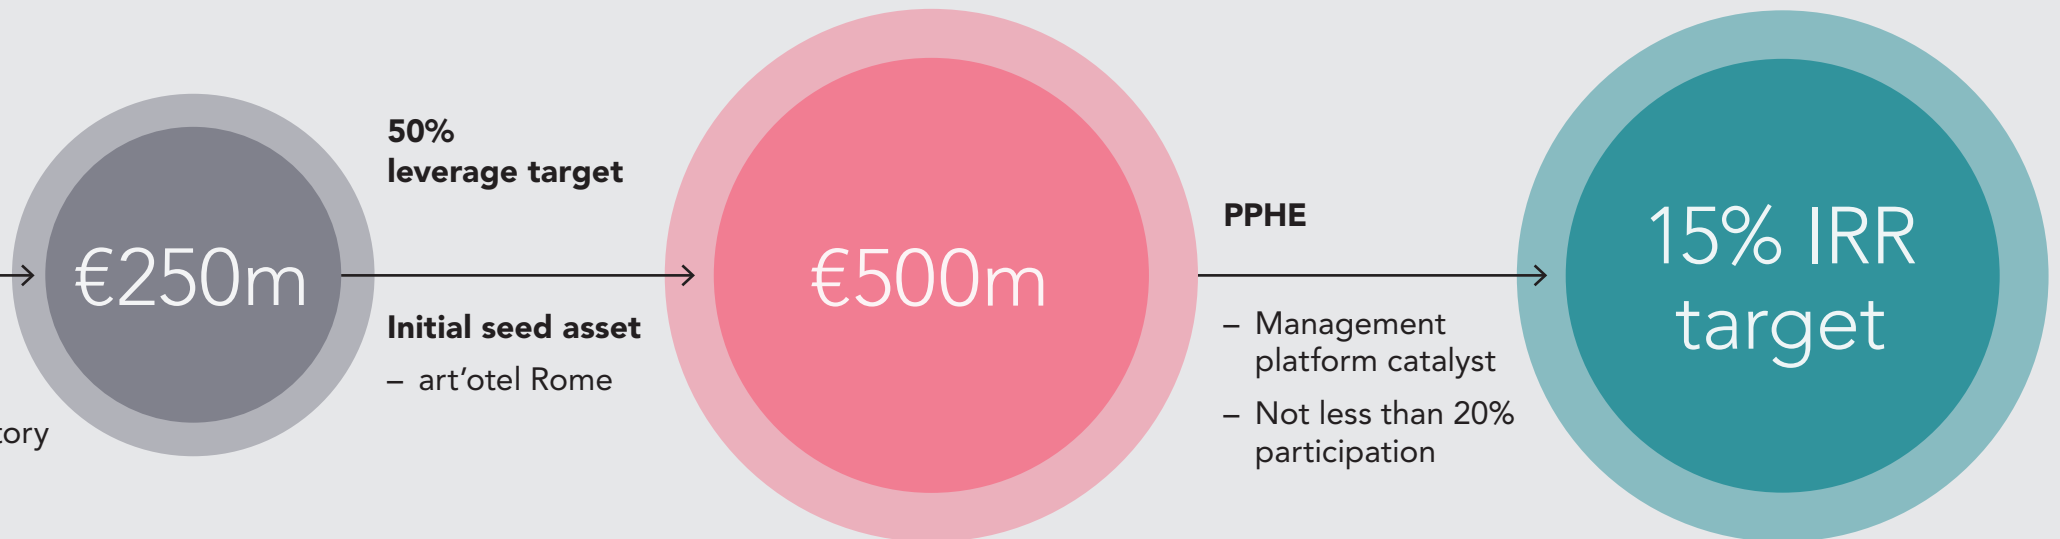 €250m
50%
leverage target
Initial seed asset
– art’otel Rome
€500m
PPHE
– Management
platform catalyst
– Not less than 20%
participation
15% IRR
target